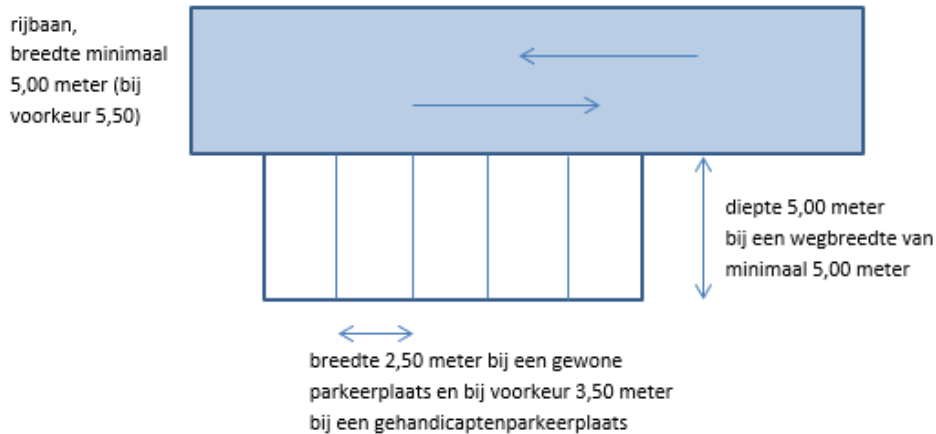 rijbaan,
breedte minimaal
5,00 meter (bij
voorkeur 5,50)
diepte 5,00 meter
bij een wegbreedte van
minimaal 5,00 meter
breedte 2,50 meter bij een gewone
parkeerplaats en bij voorkeur 3,50 meter
bij een gehandicaptenparkeerplaats